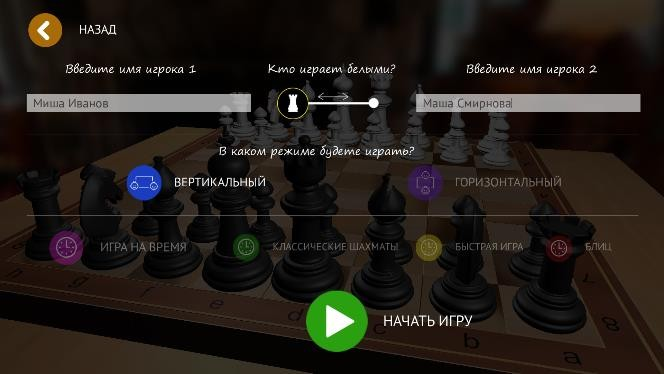 НАЗАД
Введите имя игрока 1
Кто играет белыми?
Введите имя игрока 2
Миша Иванов
Маша Смирнова
В каком режиме будете играть?
ВЕРТИКАЛЬНЫЙ
ГОРИЗОНТАЛЬНЫЙ
ИГРА НА ВРЕМЯ
КЛАССИЧЕСКИЕ ШАХМАТЫ
БЫСТРАЯ ИГРА
БЛИЦ
НАЧАТЬ ИГРУ